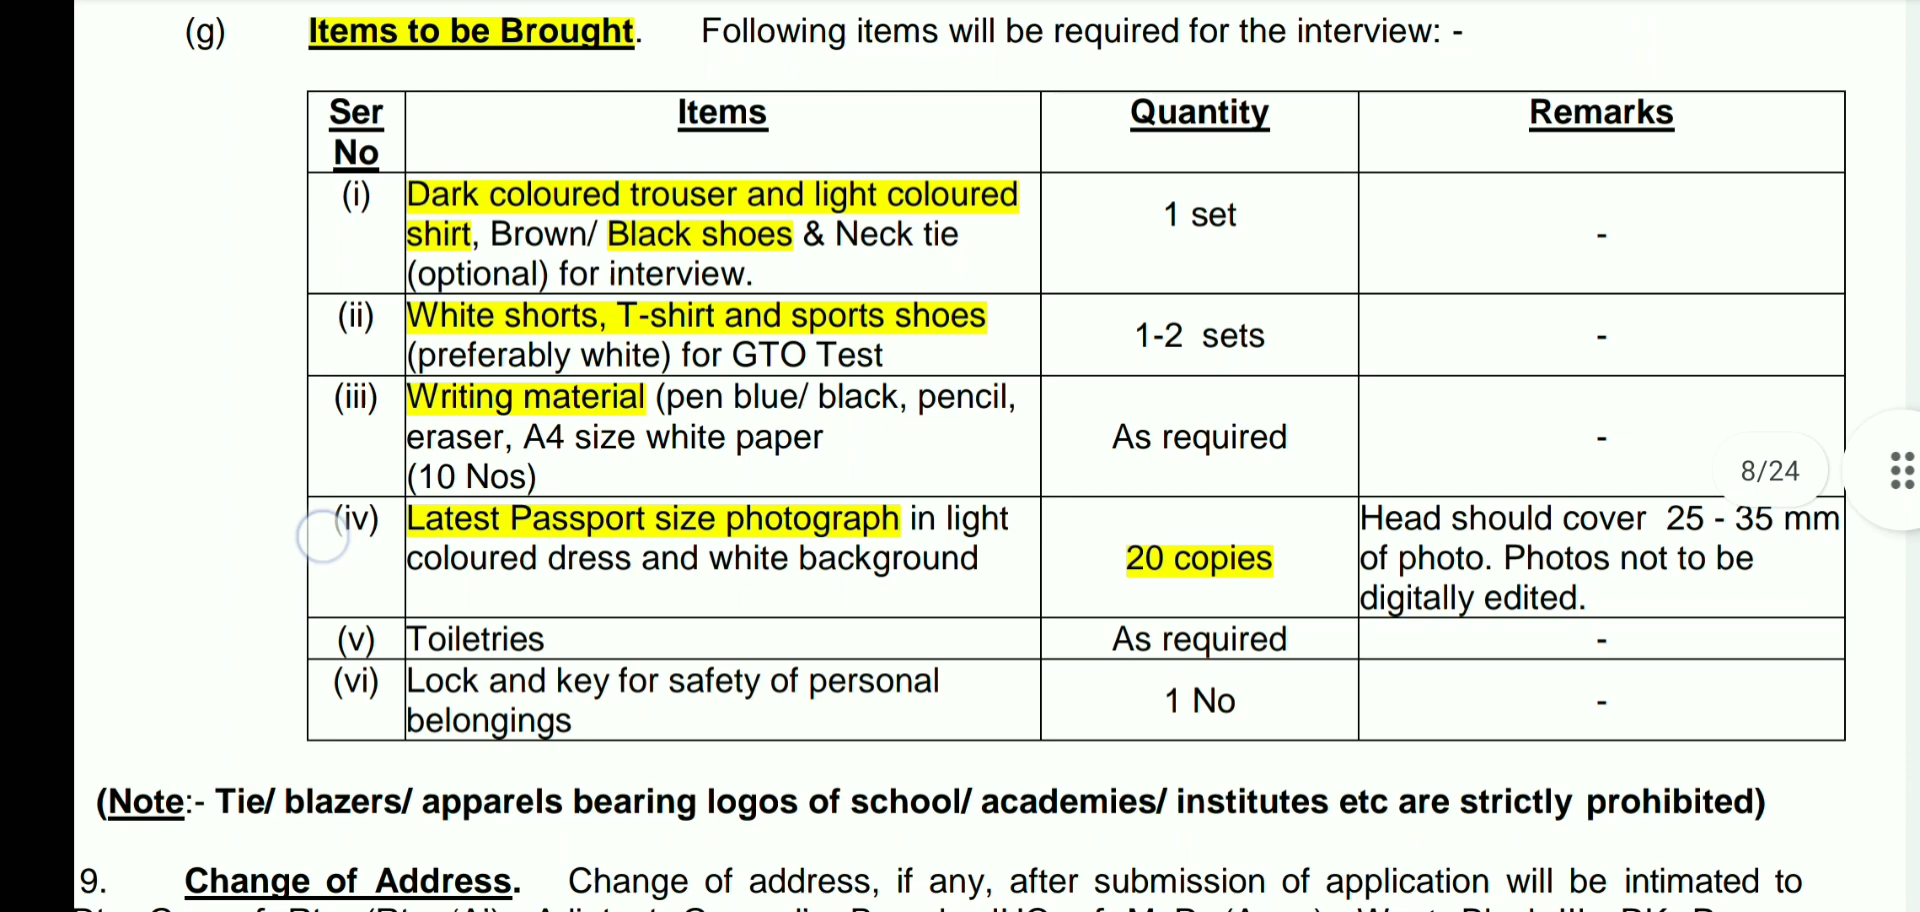 (g) Items to be Brought. Following items will be required for the interview: -
Ser No Items Quantity Remarks
(i) Dark coloured trouser and light coloured
shirt, Brown/ Black shoes & Neck tie
(optional) for interview.
1 set
-
(ii) White shorts, T-shirt and sports shoes
(preferably white) for GTO Test
1-2 sets
-
(iii) Writing material (pen blue/ black, pencil,
eraser, A4 size white paper
(10 Nos)
As required
-
8/24
(iv) Latest Passport size photograph in light
coloured dress and white background
20 copies
Head should cover 25 - 35 mm
of photo. Photos not to be
digitally edited.
(v) Toiletries As required -
(vi) Lock and key for safety of personal
belongings
1 No
-
(Note:- Tie/ blazers/ apparels bearing logos of school/ academies/ institutes etc are strictly prohibited)
9. Change of Address. Change of address, if any, after submission of application will be intimated to